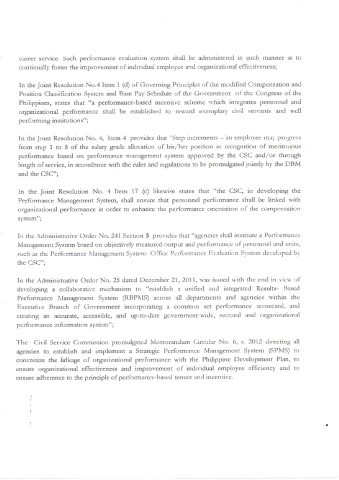 career service. Such performance evaluation system shall be administered in such manner as to
continually foster the improvement of individual employee and organizational effectiveness;
In the Joint Resolution No.4 Item 1 (d) of Governing Principles of the modified Compensation and
Position Classification System and Base Pay Schedule of the Government of the Congress of the
Philippines, states that "a performance-based incentive scheme which integrates personnel and
organizational performance shall be established to reward exemplary civil servants and well
performing institutions";
In the Joint Resolution No. 4, Item 4 provides that "Step increments – an employee may progress
from step 1 to 8 of the salary grade allocation of his/her position in recognition of meritorious
performance based on performance management system approved by the CSC and/or through
length of service, in accordance with the rules and regulations to be promulgated jointly by the DBM
and the CSC";
In the Joint Resolution No. 4 Item 17 (c) likewise states that "the CSC, in developing the
Performance Management System, shall ensure that personnel performance shall be linked with
organizational performance in order to enhance the performance orientation of the compensation
system";
In the Administrative Order No. 241 Section 5 provides that "agencies shall institute a Performance
Management System based on objectively measured output and performance of personnel and units,
such as the Performance Management System- Office Performance Evaluation System developed by
the CSC";
In the Administrative Order No. 25 dated December 21, 2011, was issued with the end in view of
developing a collaborative mechanism to "establish a unified and integrated Results- Based
Performance Management System (RBPMS) across all departments and agencies within the
Executive Branch of Government incorporating a common set performance scorecard, and
creating an accurate, accessible, and up-to-date government-wide, sectoral and organizational
performance information system";
The Civil Service Commission promulgated Memorandum Circular No. 6, s. 2012 directing all
agencies to establish and implement a Strategic Performance Management System (SPMS) to
concretize the linkage of organizational performance with the Philippine Development Plan, to
ensure organizational effectiveness and improvement of individual employee efficiency and to
ensure adherence to the principle of performance-based tenure and incentive.